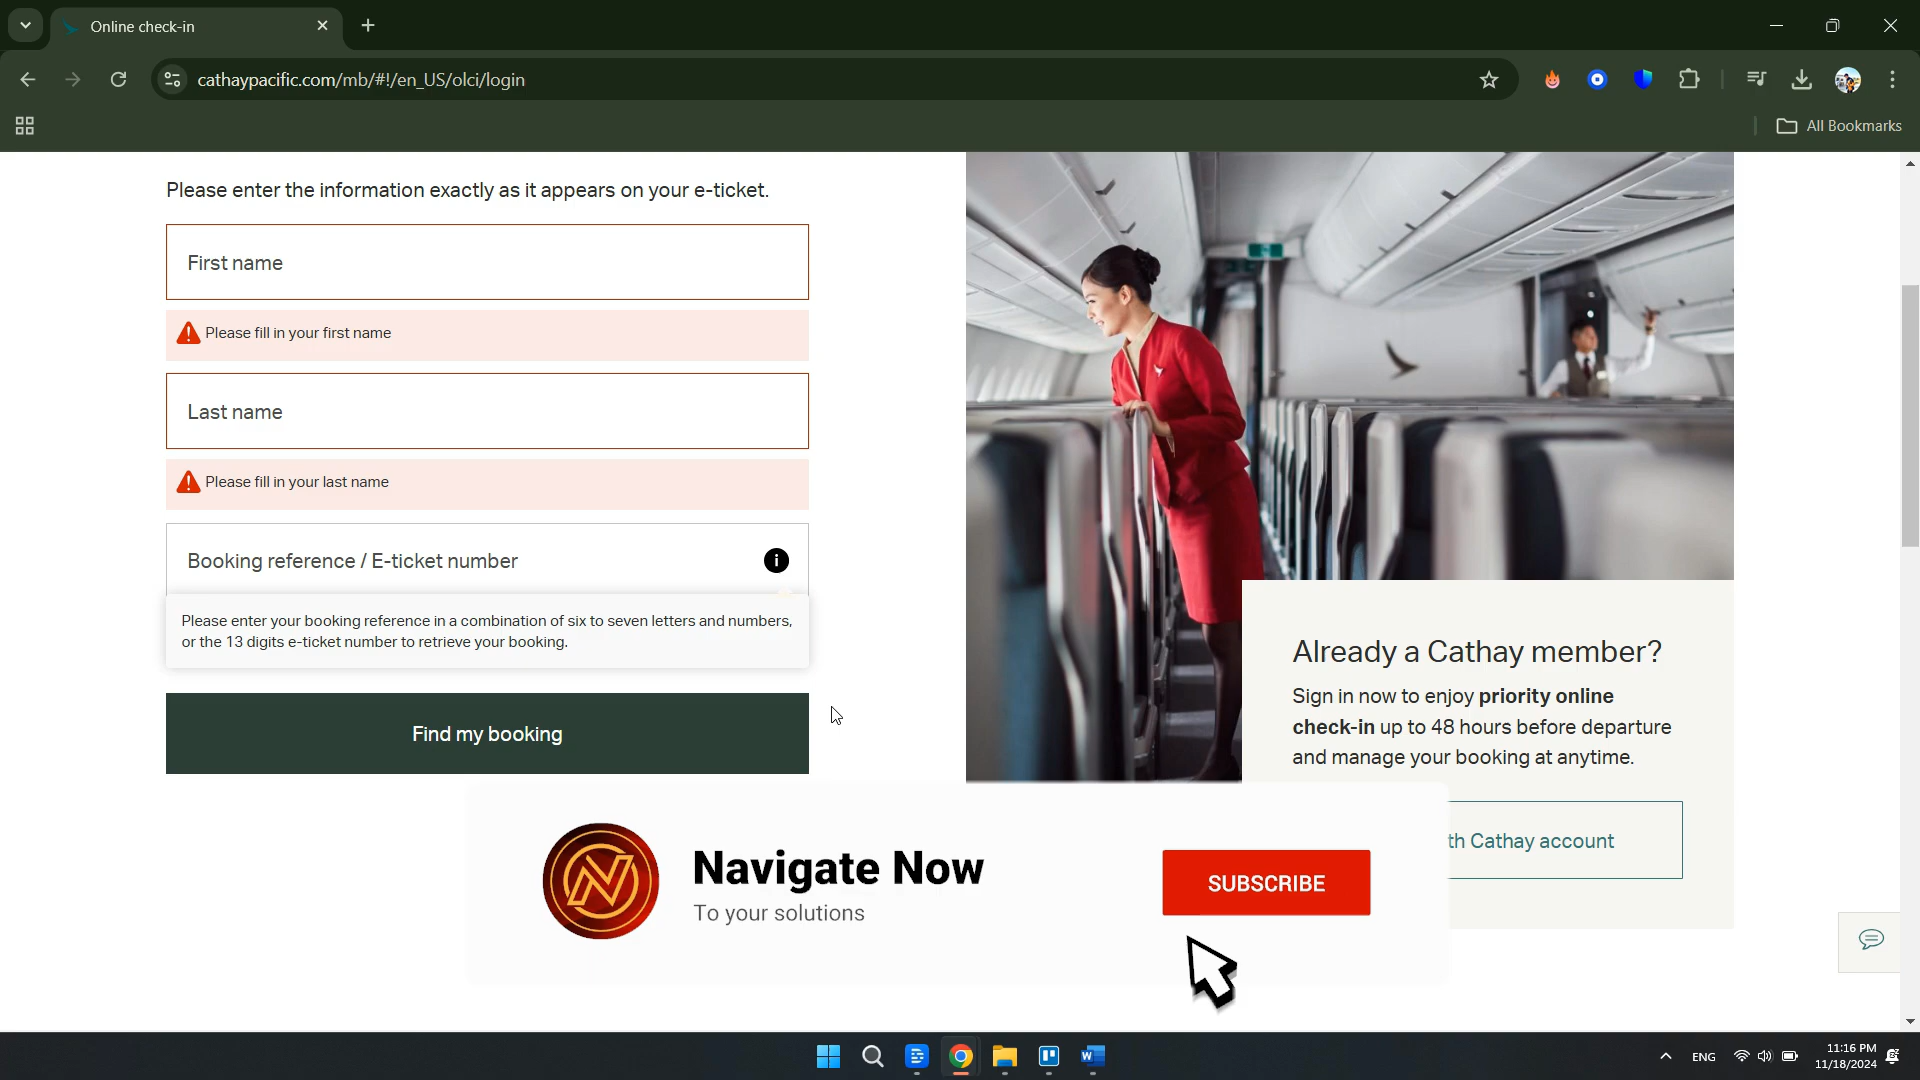 Online check-in
cathaypacific.com/mb/#!/en_US/olci/login
All Bookmarks
Please enter the information exactly as it appears on your e-ticket.
First name
Please fill in your first name
Last name
Please fill in your last name
Booking reference / E-ticket number
Please enter your booking reference in a combination of six to seven letters and numbers,
or the 13 digits e-ticket number to retrieve your booking.
Find my booking
Already a Cathay member?
Sign in now to enjoy priority online
check-in up to 48 hours before departure
and manage your booking at anytime.
th Cathay account
Navigate Now
To your solutions
SUBSCRIBE
ENG
11:16 PM
11/18/2024